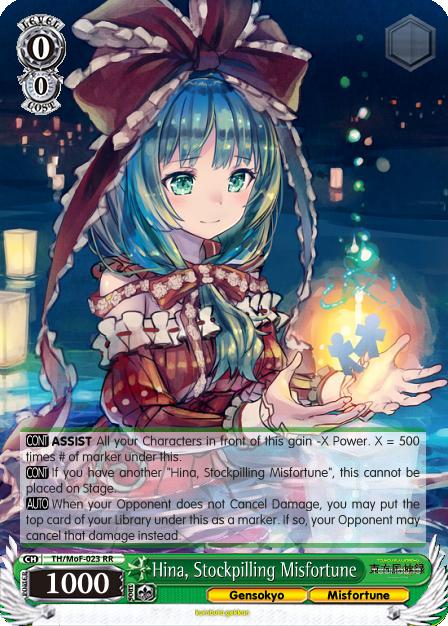 LEVEL
0
0
COST
CONT ASSIST All your Characters in front of this gain -X Power. X = 500
times # of marker under this.
CONT If you have another "Hina, Stockpilling Misfortune", this cannot be
placed on Stage.
AUTO When your Opponent does not Cancel Damage, you may put the
top card of your Library under this as a marker. If so, your Opponent may
cancel that damage instead.
CH TH/MoF-023 RR
POWER
1000
SOUL
Hina, Stockpilling Misfortune
Gensokyo
Misfortune